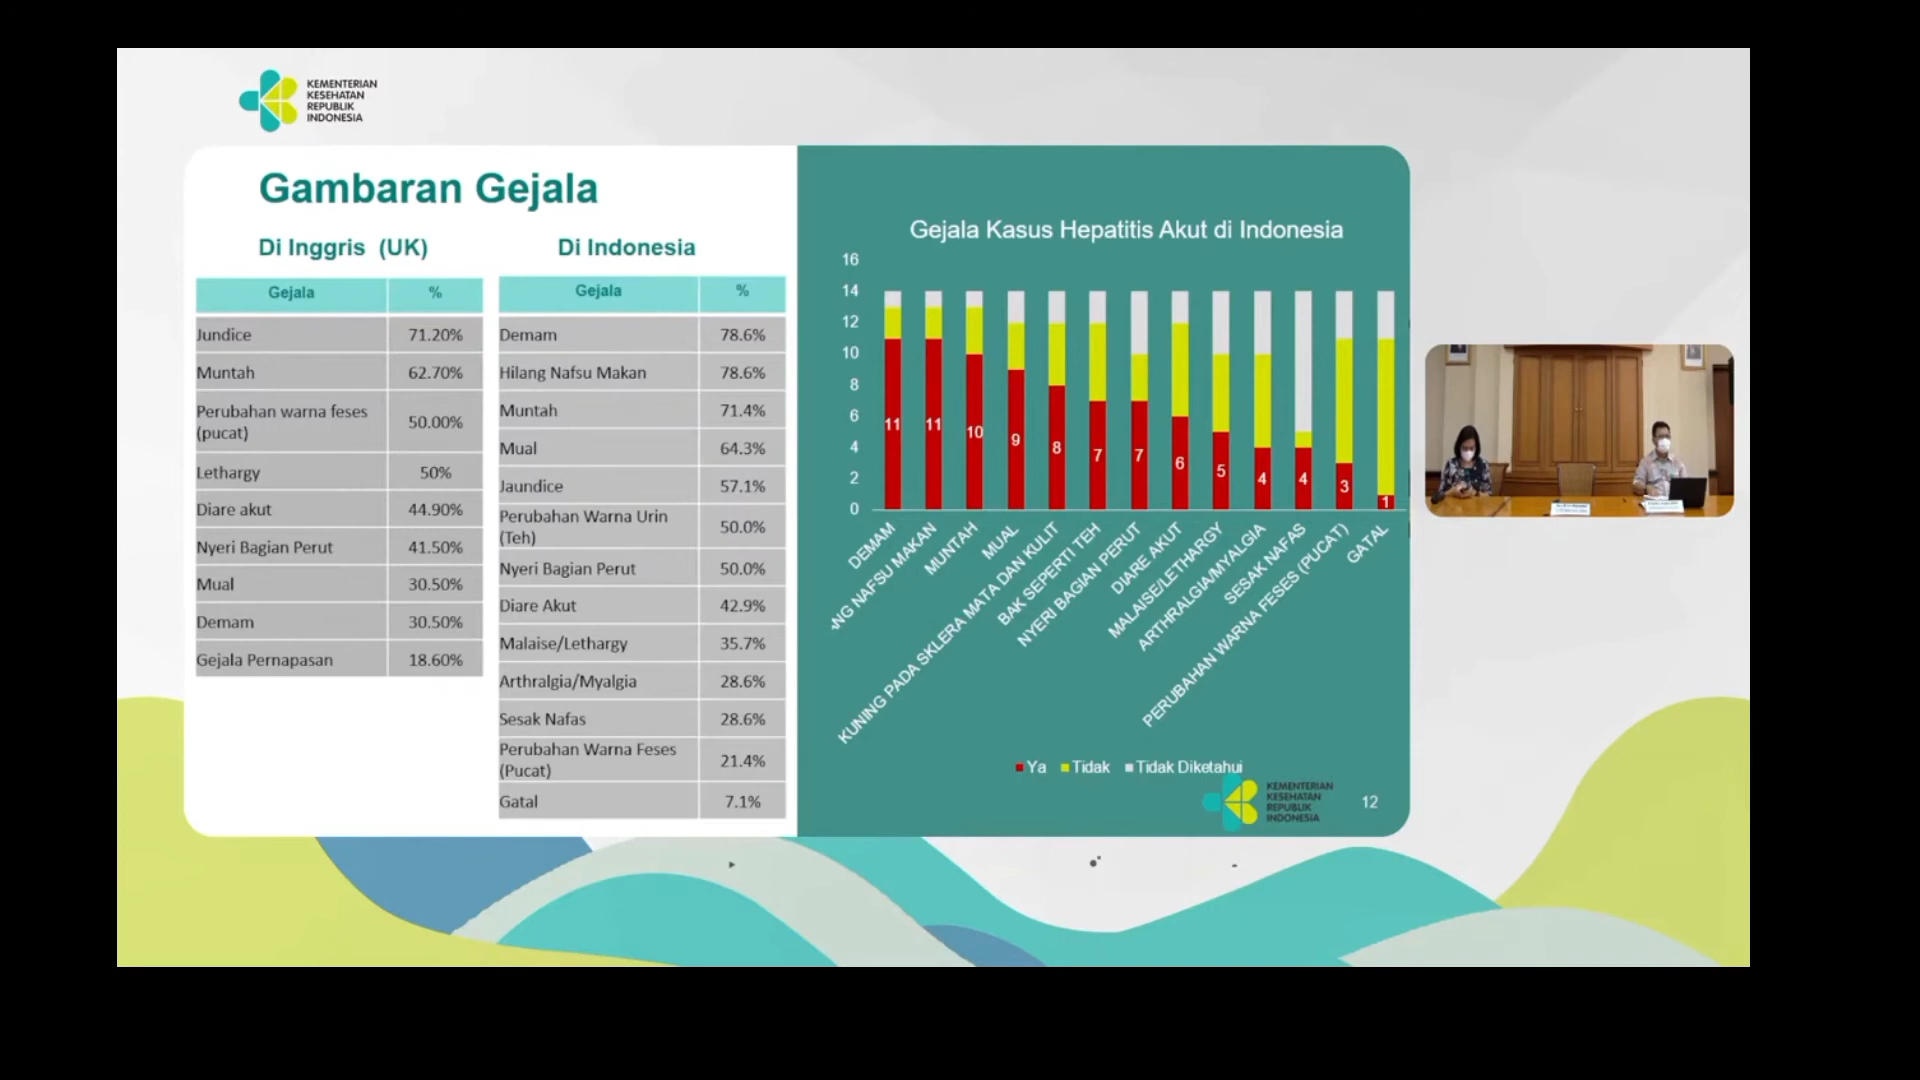 KEMENTERIAN
KESEHATAN
REPUBLIK
INDONESIA
Gambaran Gejala
Di Inggris (UK)
Gejala %
Jundice 71.20%
Muntah 62.70%
Perubahan warna feses
(pucat) 50.00%
Lethargy 50%
Diare akut 44.90%
Nyeri Bagian Perut 41.50%
Mual 30.50%
Demam 30.50%
Gejala Pernapasan 18.60%
Di Indonesia
Gejala %
Demam 78.6%
Hilang Nafsu Makan 78.6%
Muntah 71.4%
Mual 64.3%
Jaundice 57.1%
Perubahan Warna Urin
(Teh) 50.0%
Nyeri Bagian Perut 50.0%
Diare Akut 42.9%
Malaise/Lethargy 35.7%
Arthralgia/Myalgia 28.6%
Sesak Nafas 28.6%
Perubahan Warna Feses
(Pucat) 21.4%
Gatal 7.1%
Gejala Kasus Hepatitis Akut di Indonesia
16
14
12
10
8
6
4
2
0
11 11 10 9 8 7 7 6 5 4 4 3 1
DEMAM
NG NAFSU MAKAN
MUNTAH
MUAL
KUNING PADA SKLERA MATA DAN KULIT
BAK SEPERTI TEH
NYERI BAGIAN PERUT
DIARE AKUT
MALAISE/LETHARGY
ARTHRALGIA/MYALGIA
SESAK NAFAS
PERUBAHAN WARNA FESES (PUCAT)
GATAL
Ya Tidak Tidak Diketahui
KEMENTERIAN
KESEHATAN
REPUBLIK
INDONESIA
12